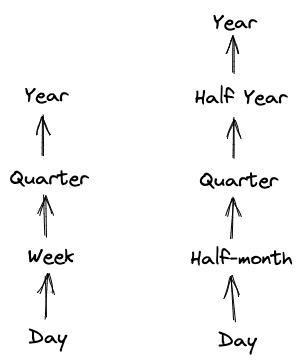 Year
Quarter
Week
Day
Year
Half Year
Quarter
Half-month
Day